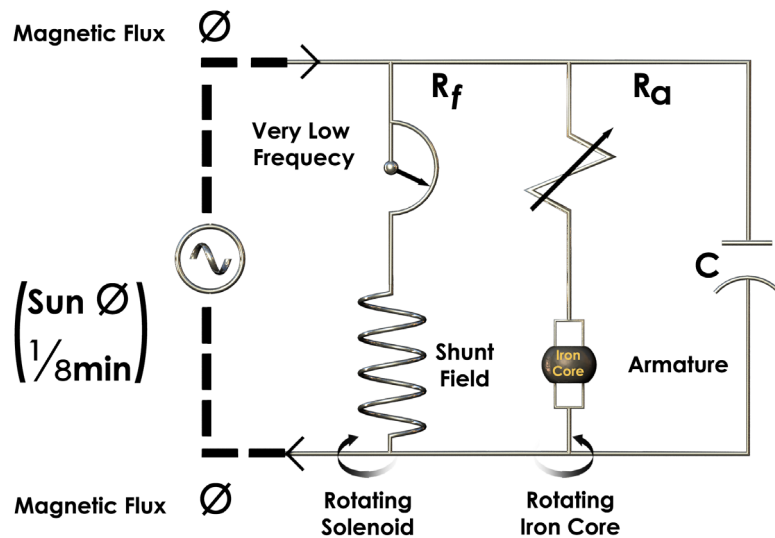 Magnetic Flux Ø
Rf
Ra
Very Low
Frequecy
C
(Sun Ø
1/8min)
Iron
Core
Shunt
Field
Armature
Magnetic Flux Ø
Rotating
Solenoid
Rotating
Iron Core